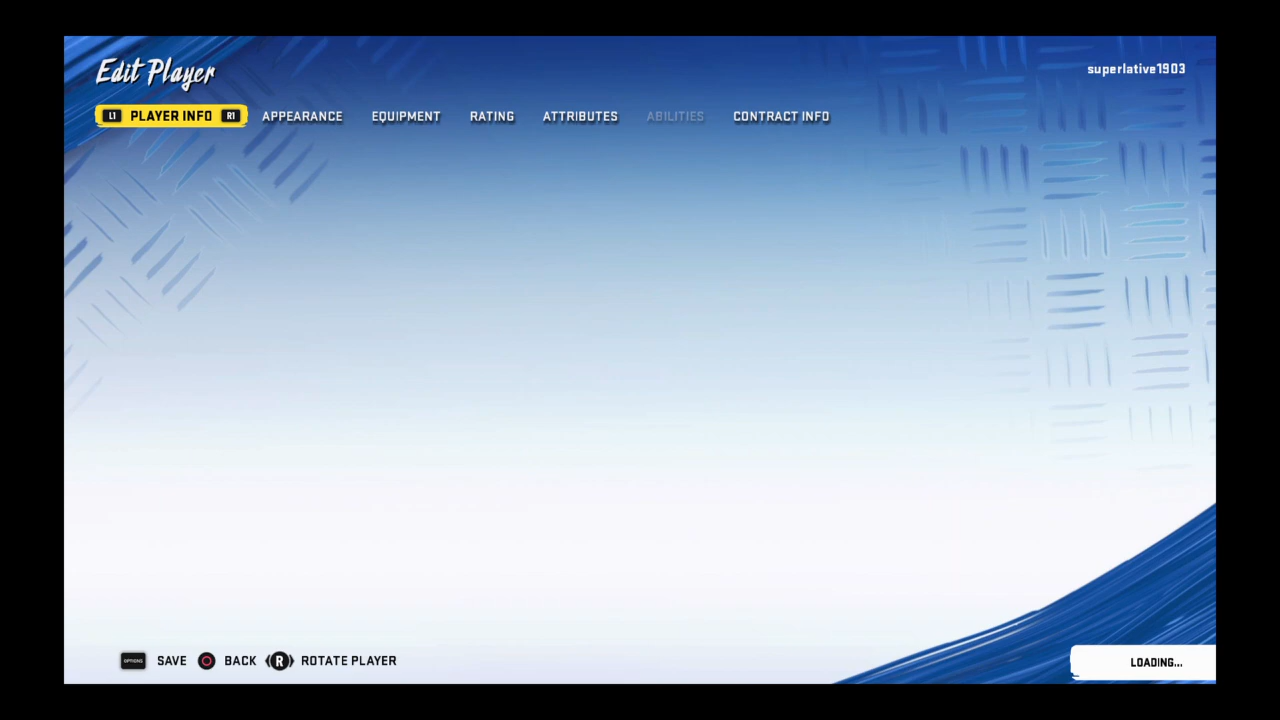 Edit Player
superlative1903
L1 PLAYER INFO R1 APPEARANCE EQUIPMENT RATING ATTRIBUTES ABILITIES CONTRACT INFO
OPTIONS SAVE BACK R ROTATE PLAYER
LOADING...